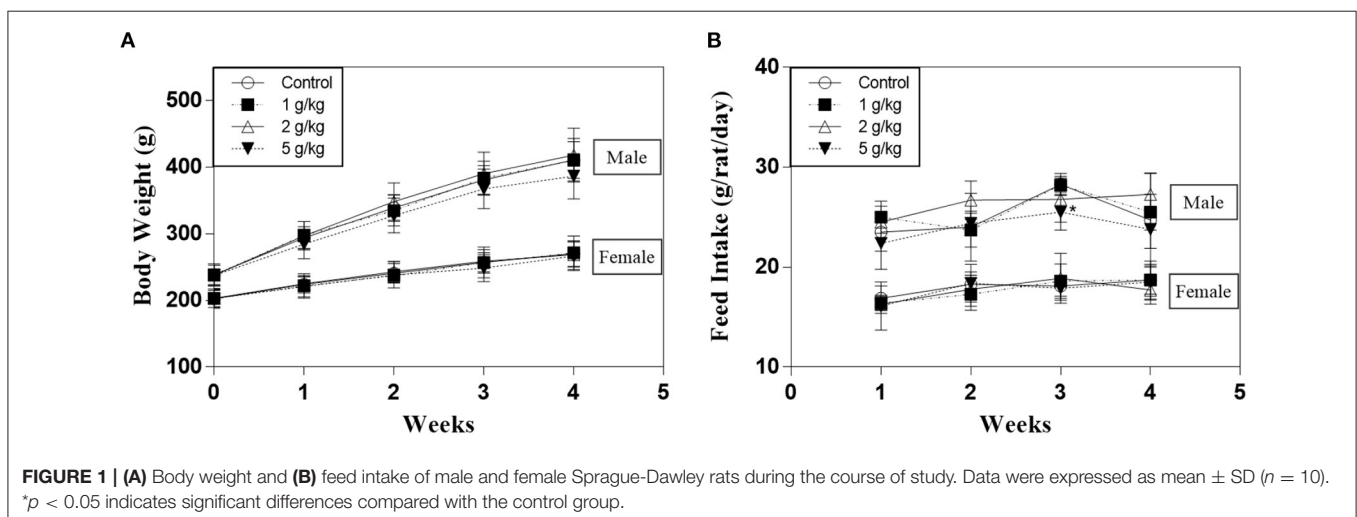 A
B
Control
1 g/kg
2 g/kg
5 g/kg
500
400
300
200
100
Body Weight (g)
Male
Female
0 1 2 3 4 5
Weeks
Control
1 g/kg
2 g/kg
5 g/kg
40
30
20
10
Feed Intake (g/rat/day)
*
Male
Female
0 1 2 3 4 5
Weeks
FIGURE 1 | (A) Body weight and (B) feed intake of male and female Sprague-Dawley rats during the course of study. Data were expressed as mean ± SD (n = 10).
*p < 0.05 indicates significant differences compared with the control group.